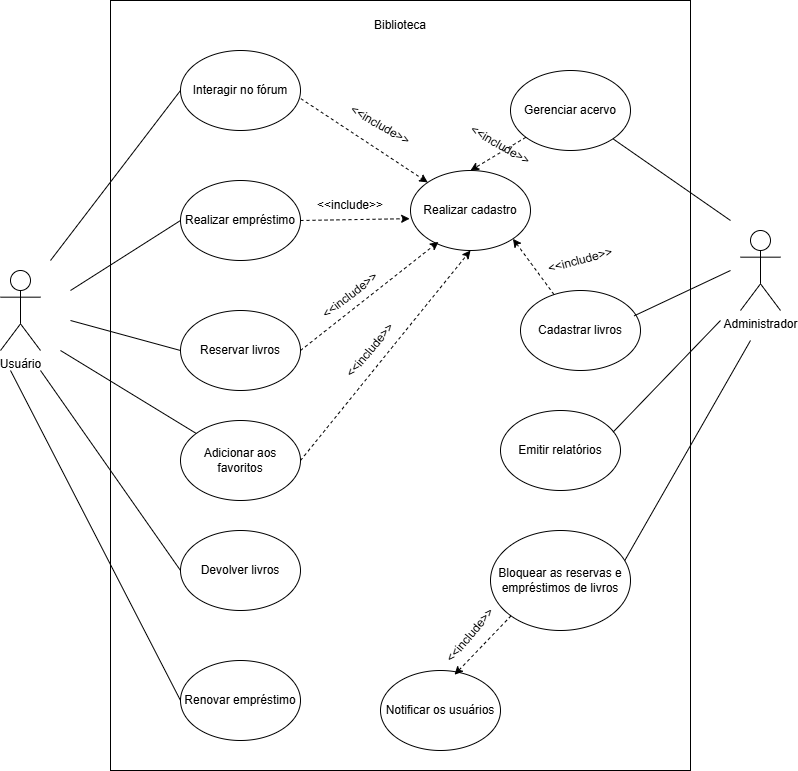 Biblioteca
Interagir no fórum
<<include>>
Gerenciar acervo
<<include>>
Realizar empréstimo
<<include>>
Realizar cadastro
<<include>>
Cadastrar livros
Administrador
<<include>>
Reservar livros
Usuário
<<include>>
Adicionar aos
favoritos
Emitir relatórios
Devolver livros
Bloquear as reservas e
empréstimos de livros
<<include>>
Renovar empréstimo
Notificar os usuários